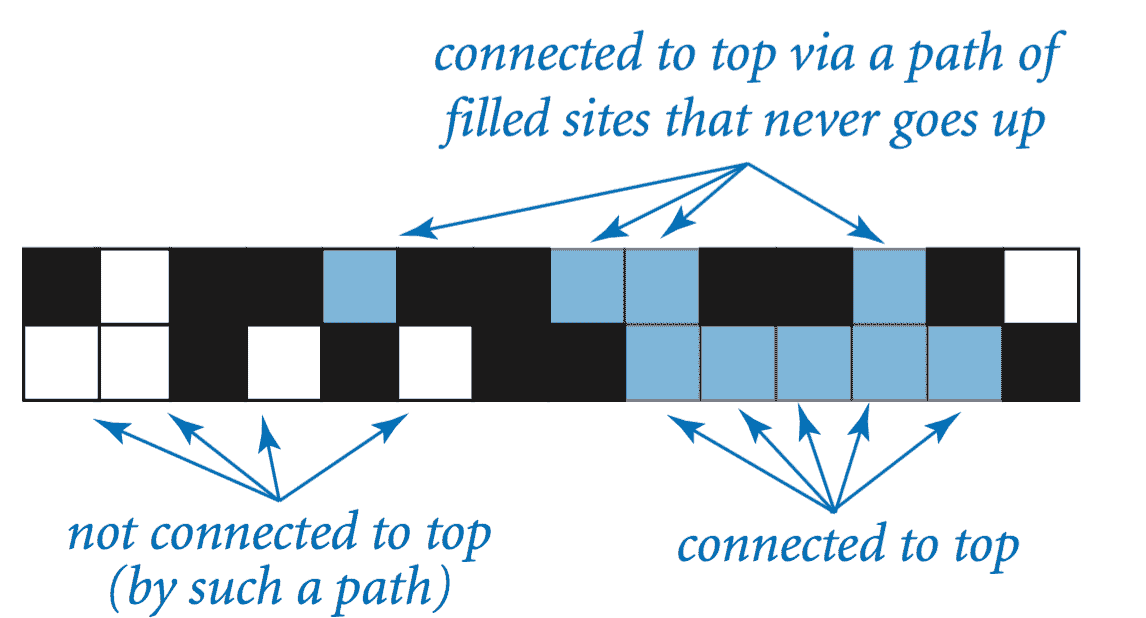 connected to top via a path of
filled sites that never goes up
not connected to top
(by such a path)
connected to top